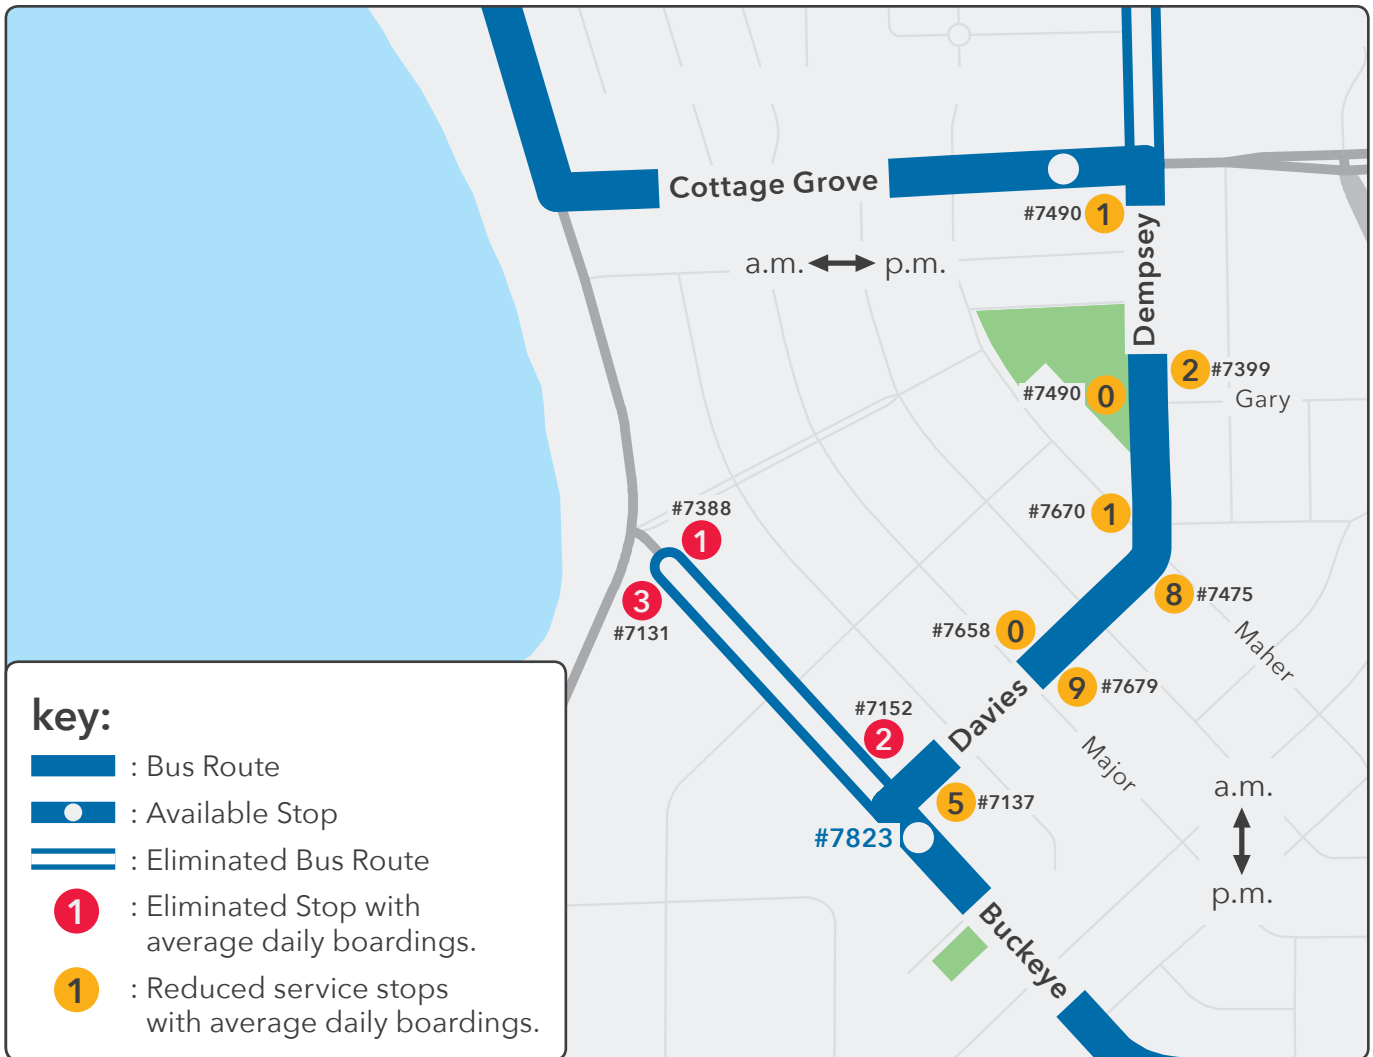 Cottage Grove
#7490 1
Dempsey
a.m. p.m.
2 #7399
#7490 0
Gary
#7388
1
#7670 1
3
#7131
8 #7475
#7658 0
Maher
9 #7679
Davies
#7152
2
Major
5 #7137
a.m.
p.m.
#7823
Buckeye
key:
: Bus Route
: Available Stop
: Eliminated Bus Route
1 : Eliminated Stop with
average daily boardings.
1 : Reduced service stops
with average daily boardings.